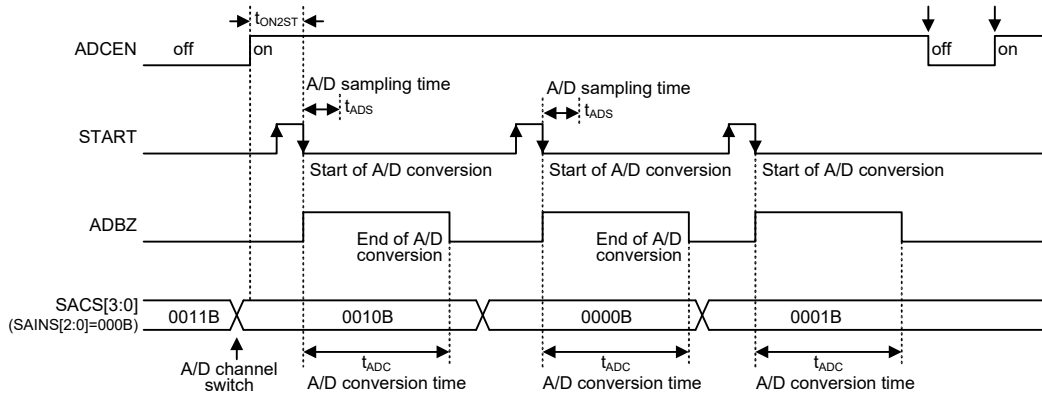 tON2ST
ADCEN off on off on
A/D sampling time A/D sampling time
tADS tADS
START
Start of A/D conversion Start of A/D conversion Start of A/D conversion
ADBZ
End of A/D conversion End of A/D conversion
SACS[3:0]
(SAINS[2:0]=000B)
0011B 0010B 0000B 0001B
A/D channel switch
tADC tADC tADC
A/D conversion time A/D conversion time A/D conversion time